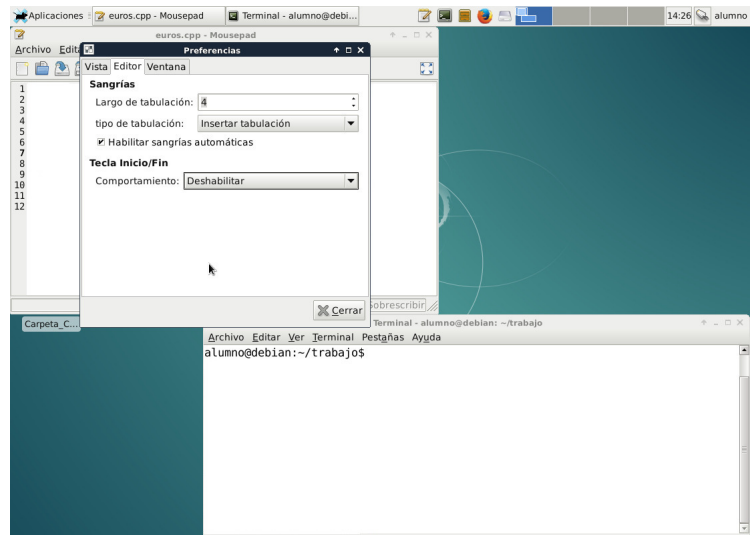 Aplicaciones euros.cpp - Mousepad Terminal - alumno@debi... 14:26 alumno
euros.cpp - Mousepad
Archivo
Preferencias
Vista Editor Ventana
Sangrías
Largo de tabulación: 4
tipo de tabulación: Insertar tabulación
Habilitar sangrías automáticas
Tecla Inicio/Fin
Comportamiento: Deshabilitar
1
2
3
4
5
6
7
8
9
10
11
12
Cerrar
Sobrescribir
Carpeta_C...
Terminal - alumno@debian: ~/trabajo
Archivo Editar Ver Terminal Pestañas Ayuda
alumno@debian:~/trabajo$